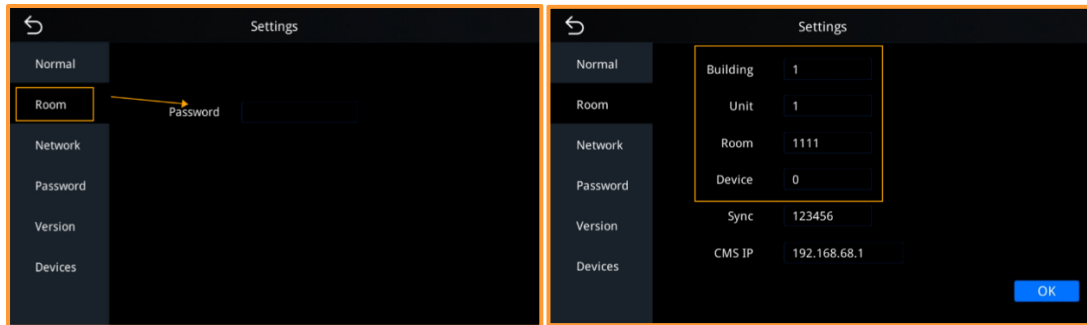 Settings
Normal
Room
Password
Network
Password
Version
Devices
Settings
Normal
Building 1
Room
Unit 1
Network
Room 1111
Password
Device 0
Version
Sync 123456
Devices
CMS IP 192.168.68.1
OK